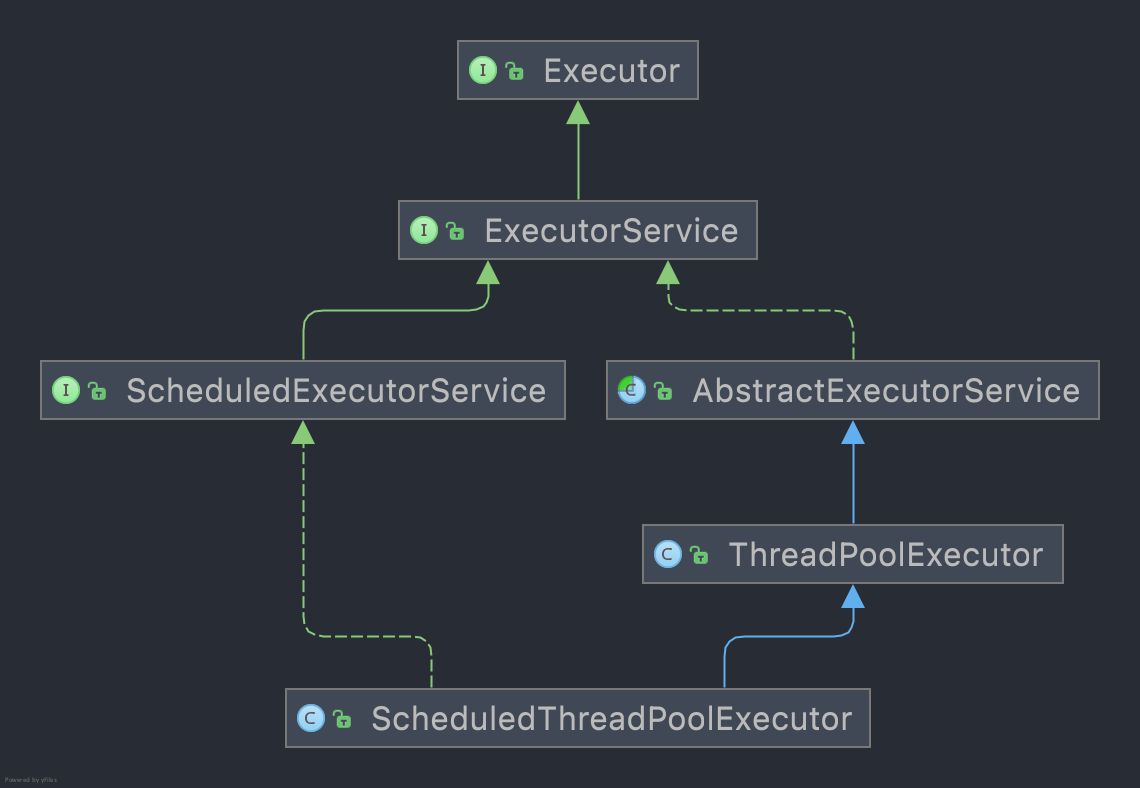 I Executor
I ExecutorService
I ScheduledExecutorService
C AbstractExecutorService
C ThreadPoolExecutor
C ScheduledThreadPoolExecutor
Powered by yFiles